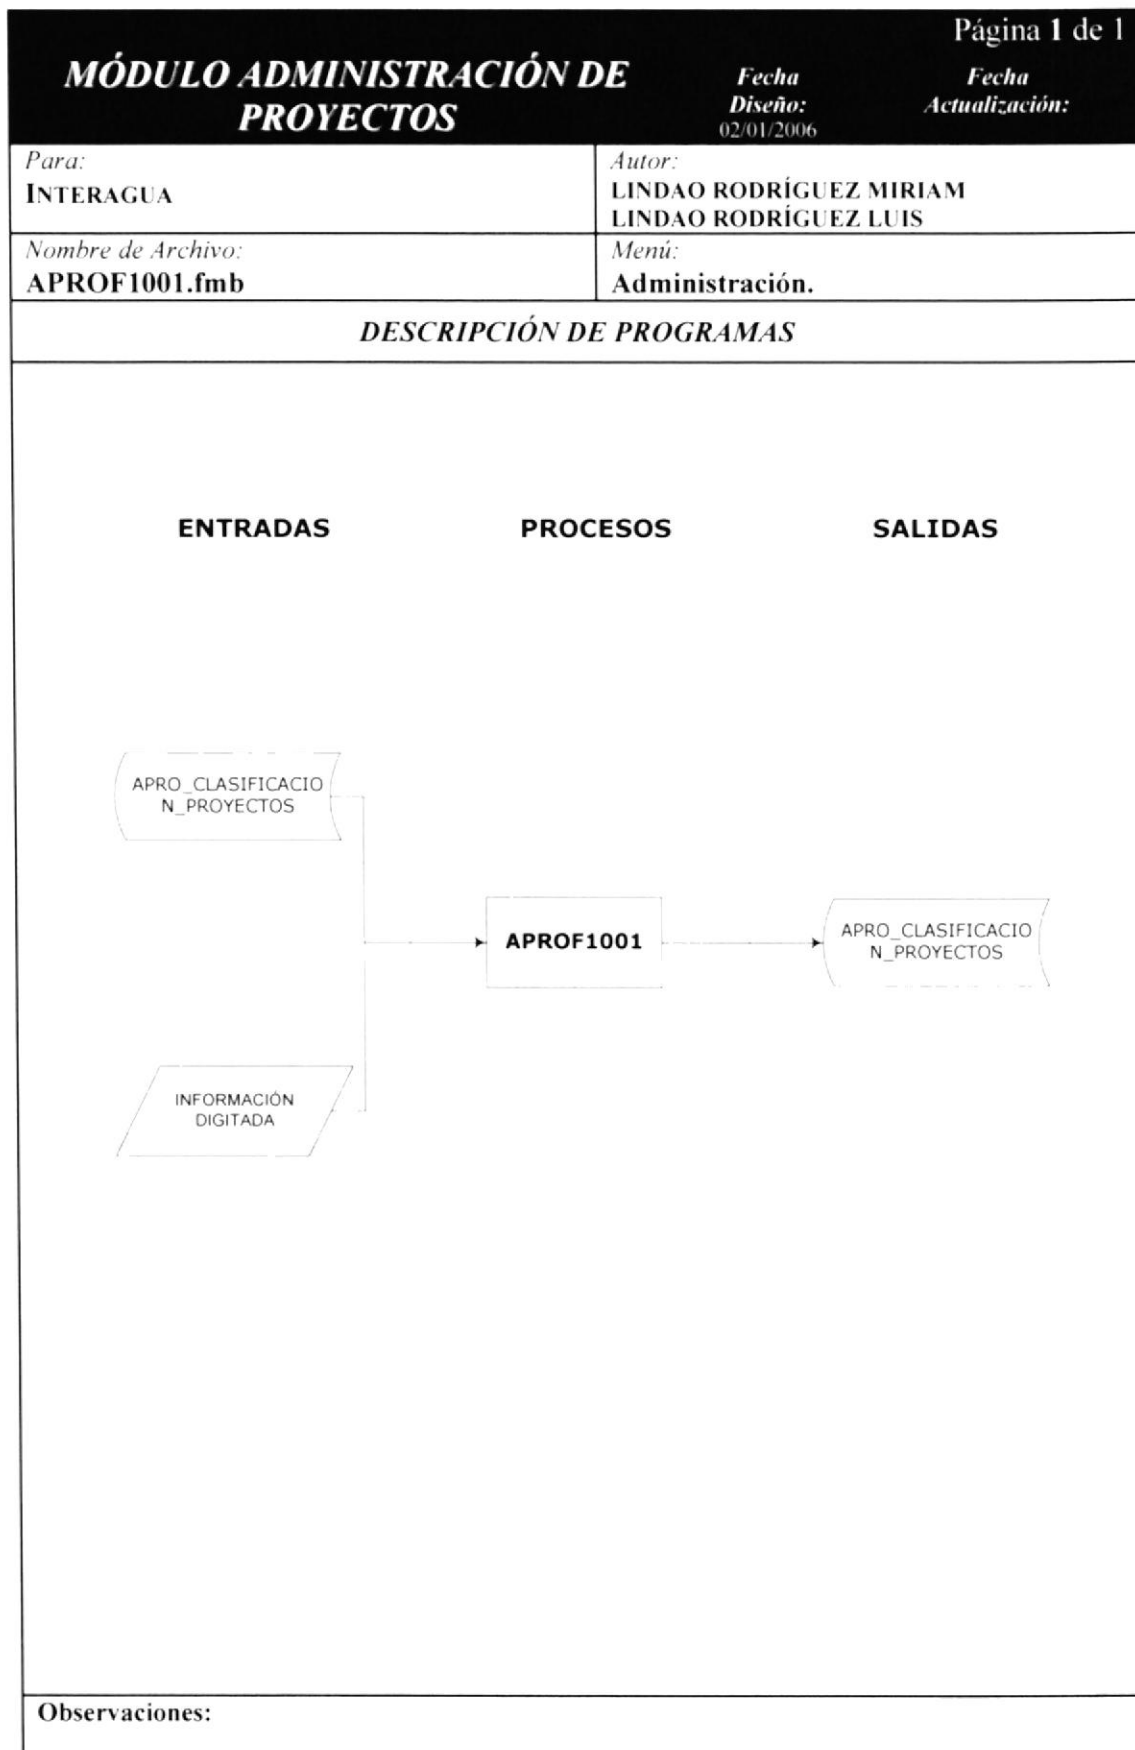 Página 1 de 1
MÓDULO ADMINISTRACIÓN DE
PROYECTOS
Fecha
Diseño:
02/01/2006
Fecha
Actualización:
Para:
INTERAGUA
Autor:
LINDAO RODRÍGUEZ MIRIAM
LINDAO RODRÍGUEZ LUIS
Nombre de Archivo:
APROF1001.fmb
Menú:
Administración.
DESCRIPCIÓN DE PROGRAMAS
ENTRADAS
PROCESOS
SALIDAS
APRO_CLASIFICACIO
N_PROYECTOS
APROF1001
APRO_CLASIFICACIO
N_PROYECTOS
INFORMACIÓN
DIGITADA
Observaciones: